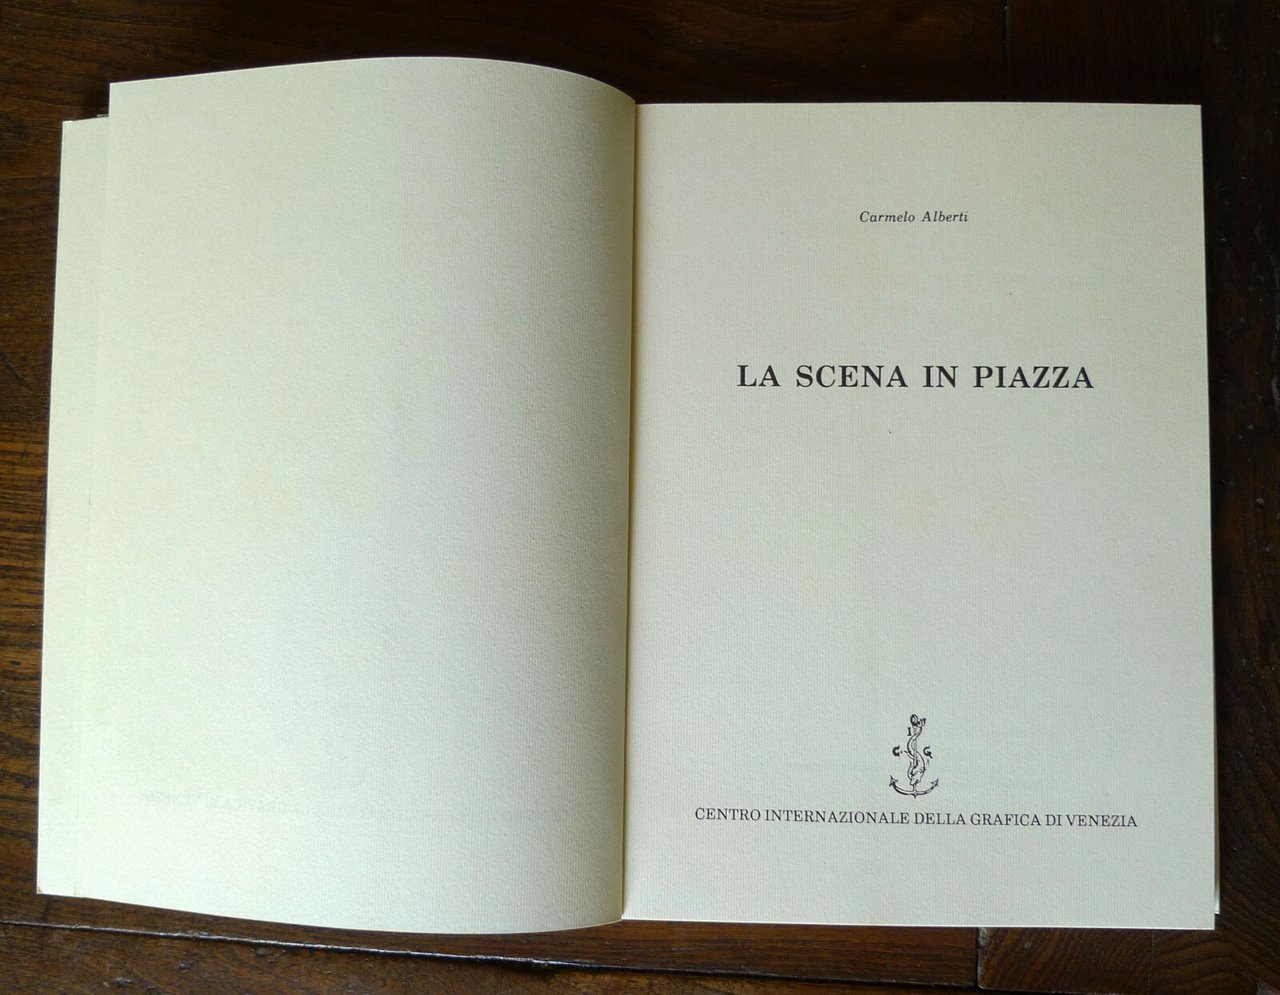 Carmelo Alberti
LA SCENA IN PIAZZA
I
C. G.
CENTRO INTERNAZIONALE DELLA GRAFICA DI VENEZIA